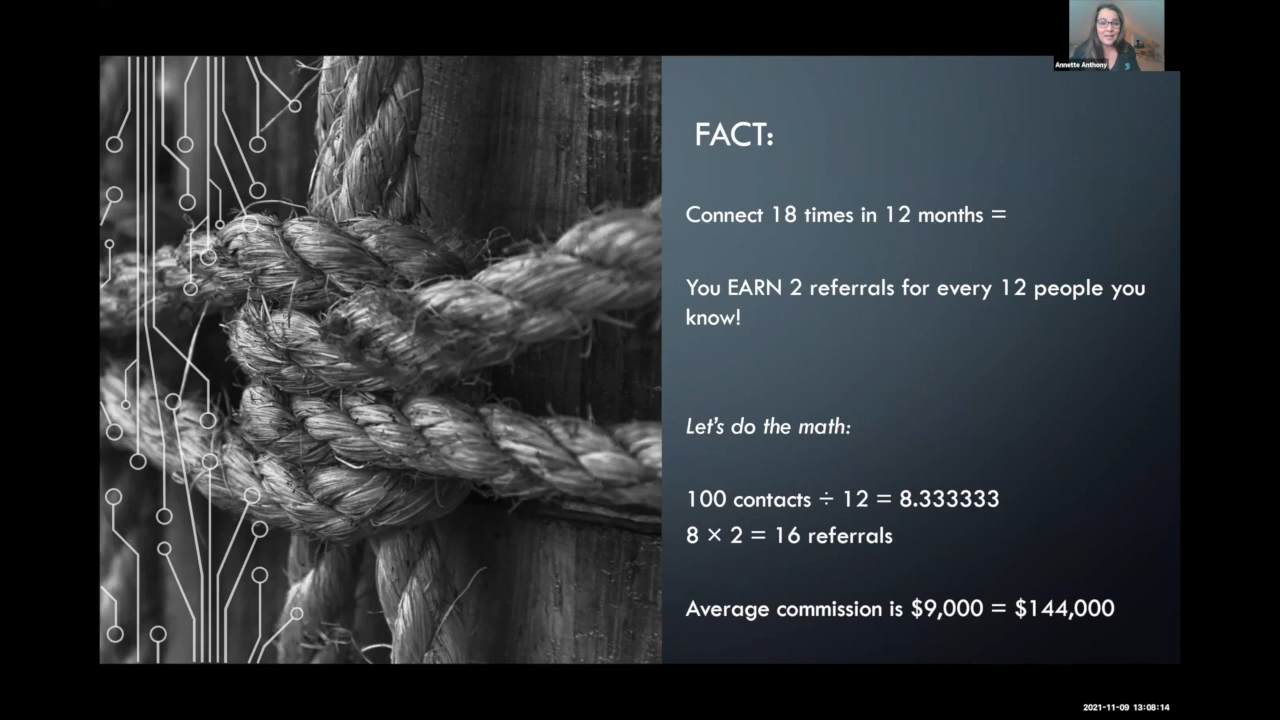 Annette Anthony
FACT:
Connect 18 times in 12 months =
You EARN 2 referrals for every 12 people you
know!
Let's do the math:
100 contacts ÷ 12 = 8.333333
8 × 2 = 16 referrals
Average commission is $9,000 = $144,000
2021-11-09 13:08:14